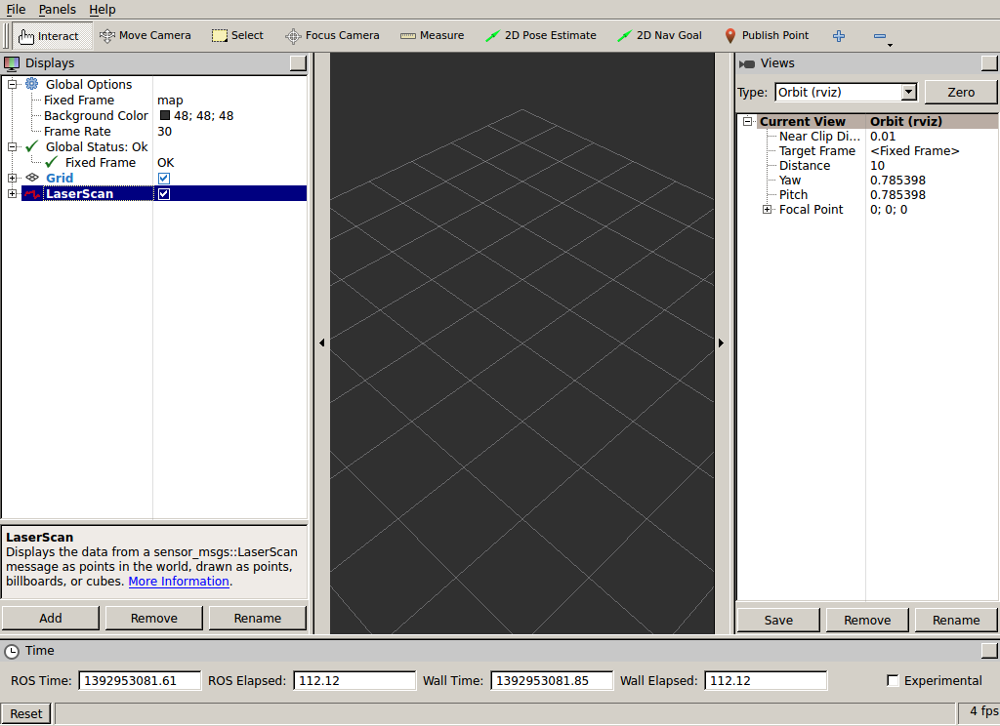 File Panels Help
Interact Move Camera Select Focus Camera Measure 2D Pose Estimate 2D Nav Goal Publish Point
Displays
Global Options
Fixed Frame map
Background Color 48; 48; 48
Frame Rate 30
Global Status: Ok
Fixed Frame OK
Grid
LaserScan
LaserScan
Displays the data from a sensor_msgs::LaserScan
message as points in the world, drawn as points,
billboards, or cubes. More Information.
Add Remove Rename
Views
Type: Orbit (rviz) Zero
Current View Orbit (rviz)
Near Clip Di... 0.01
Target Frame <Fixed Frame>
Distance 10
Yaw 0.785398
Pitch 0.785398
Focal Point 0; 0; 0
Save Remove Rename
Time
ROS Time: 1392953081.61 ROS Elapsed: 112.12 Wall Time: 1392953081.85 Wall Elapsed: 112.12 Experimental
Reset 4 fps